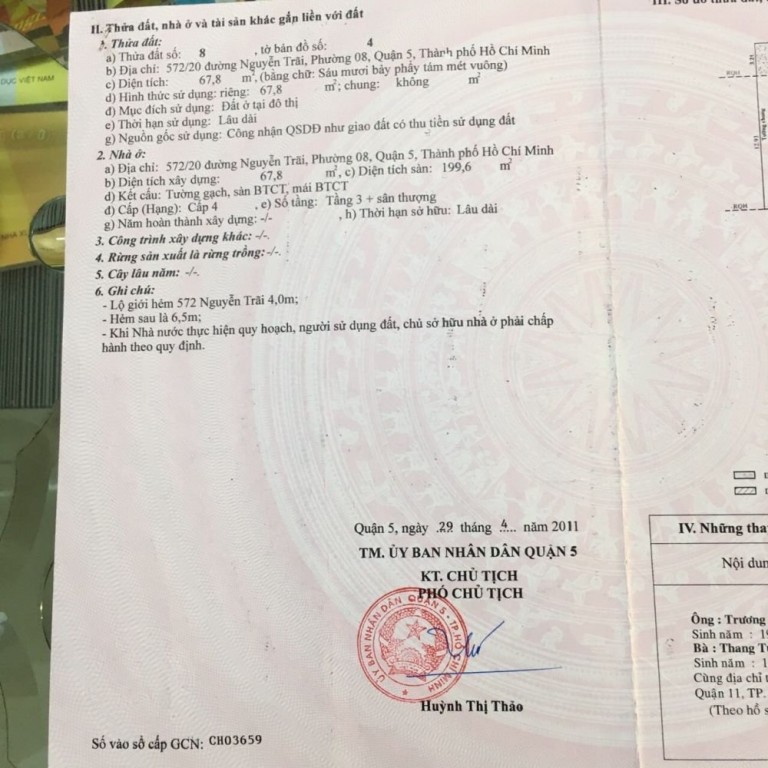 II. Thửa đất, nhà ở và tài sản khác gắn liền với đất
1. Thửa đất:
a) Thửa đất số: 8 , tờ bản đồ số: 4
b) Địa chỉ: 572/20 đường Nguyễn Trãi, Phường 08, Quận 5, Thành phố Hồ Chí Minh
c) Diện tích: 67,8 m², (bằng chữ: Sáu mươi bảy phẩy tám mét vuông)
d) Hình thức sử dụng: riêng: 67,8 m²; chung: không m²
đ) Mục đích sử dụng: Đất ở tại đô thị
e) Thời hạn sử dụng: Lâu dài
g) Nguồn gốc sử dụng: Công nhận QSDĐ như giao đất có thu tiền sử dụng đất
2. Nhà ở:
a) Địa chỉ: 572/20 đường Nguyễn Trãi, Phường 08, Quận 5, Thành phố Hồ Chí Minh
b) Diện tích xây dựng: 67,8 m², c) Diện tích sàn: 199,6 m²
d) Kết cấu: Tường gạch, sàn BTCT, mái BTCT
đ) Cấp (Hạng): Cấp 4 , e) Số tầng: Tầng 3 + sân thượng
g) Năm hoàn thành xây dựng: -/- , h) Thời hạn sở hữu: Lâu dài
3. Công trình xây dựng khác: -/-.
4. Rừng sản xuất là rừng trồng:-/-.
5. Cây lâu năm: -/-.
6. Ghi chú:
- Lộ giới hẻm 572 Nguyễn Trãi 4,0m;
- Hẻm sau là 6,5m;
- Khi Nhà nước thực hiện quy hoạch, người sử dụng đất, chủ sở hữu nhà ở phải chấp
hành theo quy định.
Quận 5, ngày 29 tháng 4 năm 2011
TM. ỦY BAN NHÂN DÂN QUẬN 5
KT. CHỦ TỊCH
PHÓ CHỦ TỊCH
ỦY BAN NHÂN DÂN QUẬN 5 - TP.HỒ CHÍ MINH
Huỳnh Thị Thảo
Số vào sổ cấp GCN: CH03659
IV. Những tha
Nội dun
Ông : Trương
Sinh năm : 19
Bà : Thang T
Sinh năm : 1
Cùng địa chỉ t
Quận 11, TP.
(Theo hồ s
DỤC VIỆT NAM